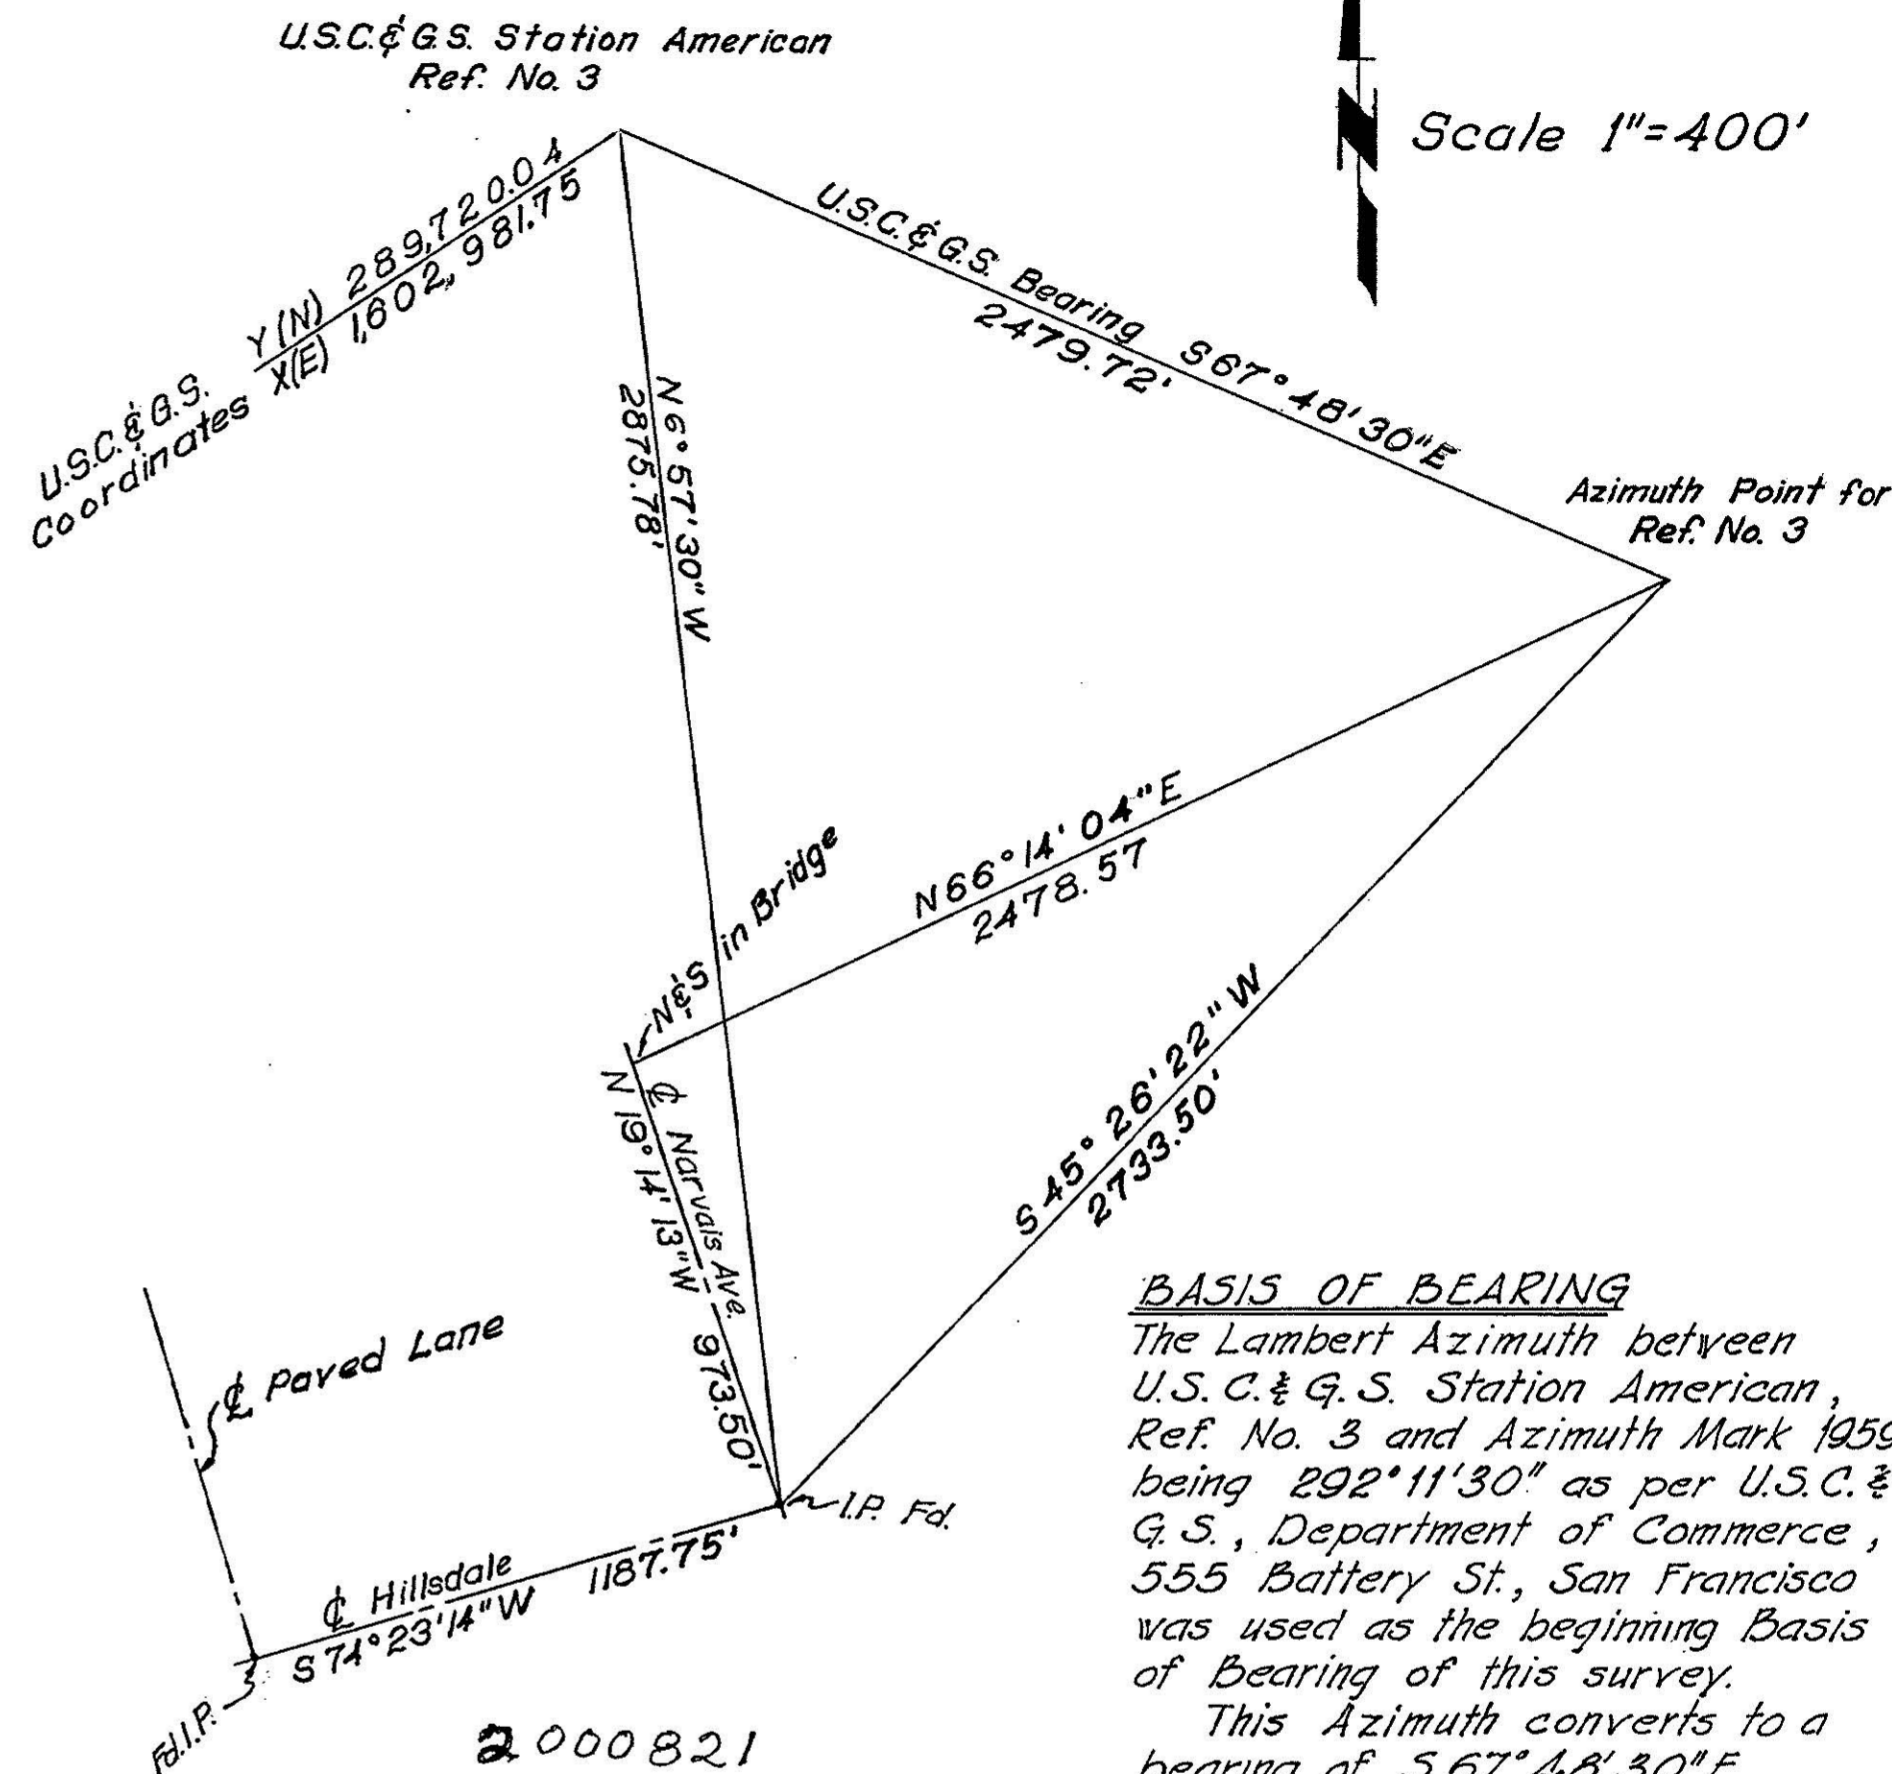 U.S.C.&G.S. Station American
Ref. No. 3
Scale 1"=400'
N
U.S.C.&G.S.
Coordinates
Y(N) 289,720.04
X(E) 1,602,981.75
U.S.C.&G.S. Bearing S67°48'30"E
2479.72'
N6°57'30"W
2875.78'
Azimuth Point for
Ref. No. 3
N66°14'04"E
2478.57
N&S in Bridge
S45°26'22"W
2733.50'
℄ Narvais Ave.
N19°14'13"W 973.50'
℄ Paved Lane
I.P. Fd.
℄ Hillsdale
S74°23'14"W 1187.75'
Fd.I.P.
2000821
BASIS OF BEARING
The Lambert Azimuth between
U.S.C.& G.S. Station American,
Ref. No. 3 and Azimuth Mark 1959
being 292°11'30" as per U.S.C.&
G.S., Department of Commerce,
555 Battery St., San Francisco
was used as the beginning Basis
of Bearing of this survey.
This Azimuth converts to a
bearing of S67°48'30"E